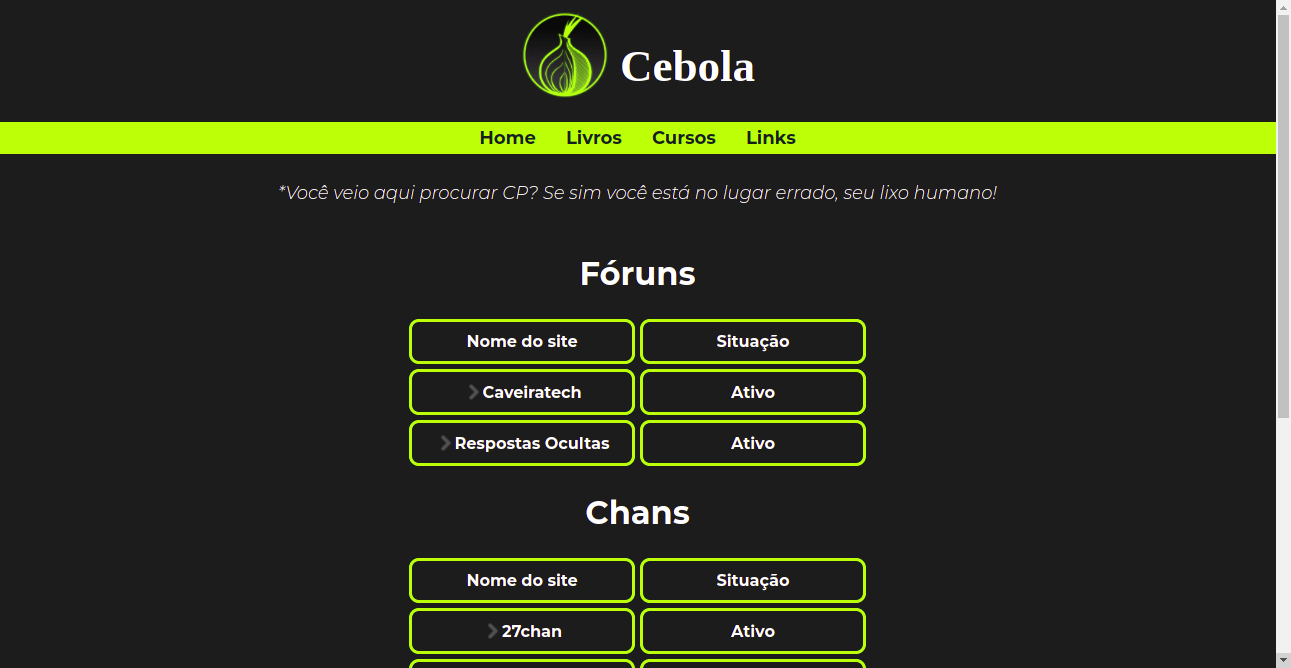 Cebola
Home Livros Cursos Links
*Você veio aqui procurar CP? Se sim você está no lugar errado, seu lixo humano!
Fóruns
Nome do site Situação
Caveiratech Ativo
Respostas Ocultas Ativo
Chans
Nome do site Situação
27chan Ativo